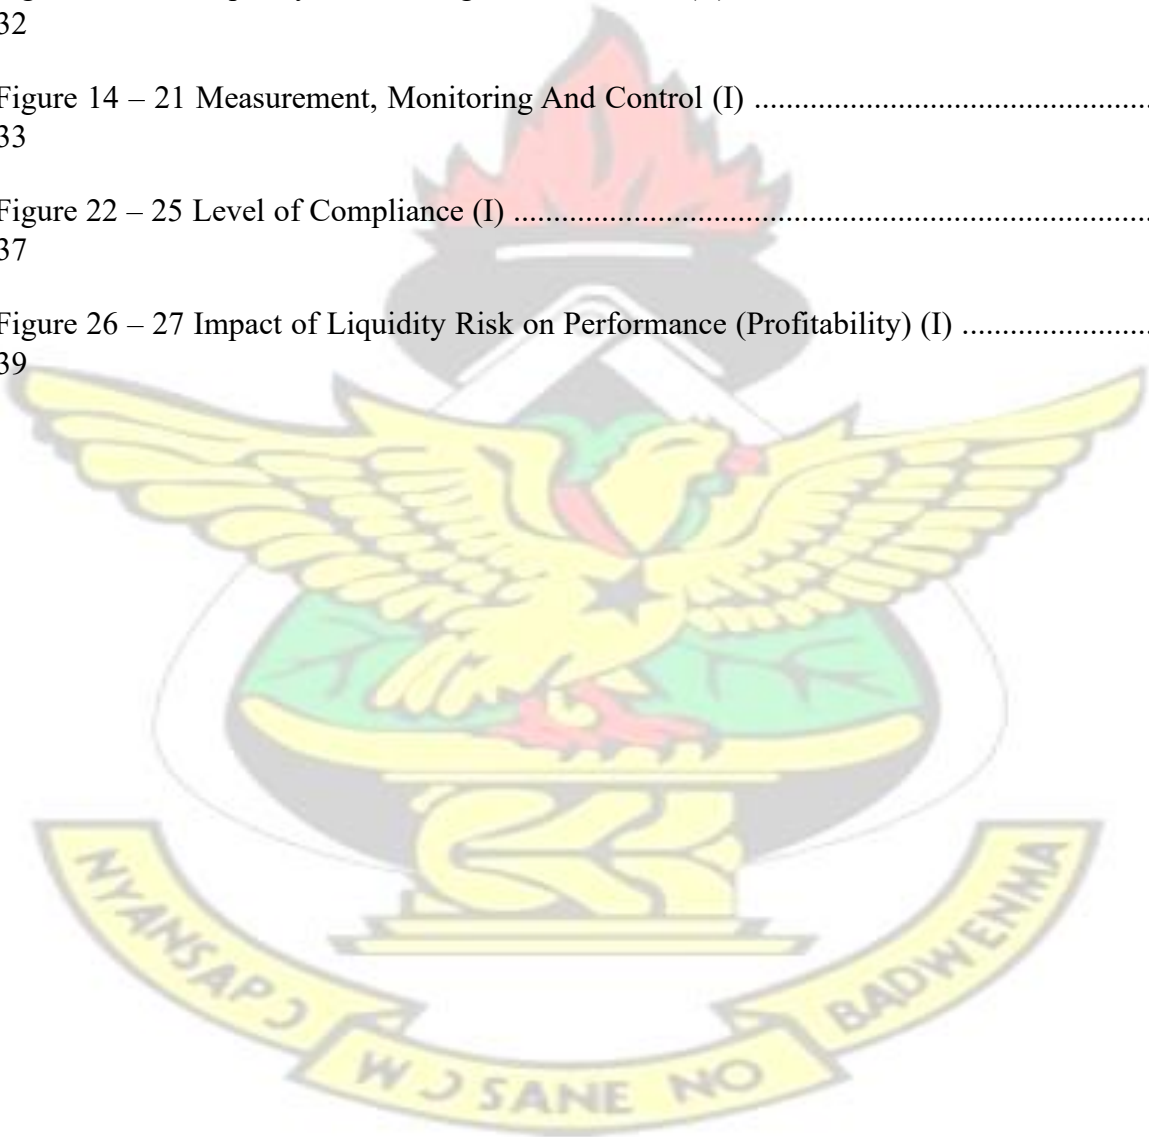 32
Figure 14 – 21 Measurement, Monitoring And Control (I) ................................................
33
Figure 22 – 25 Level of Compliance (I) ................................................................................
37
Figure 26 – 27 Impact of Liquidity Risk on Performance (Profitability) (I) ........................
39
NYANSAPƆ
WƆSANE NO
BADWENMA